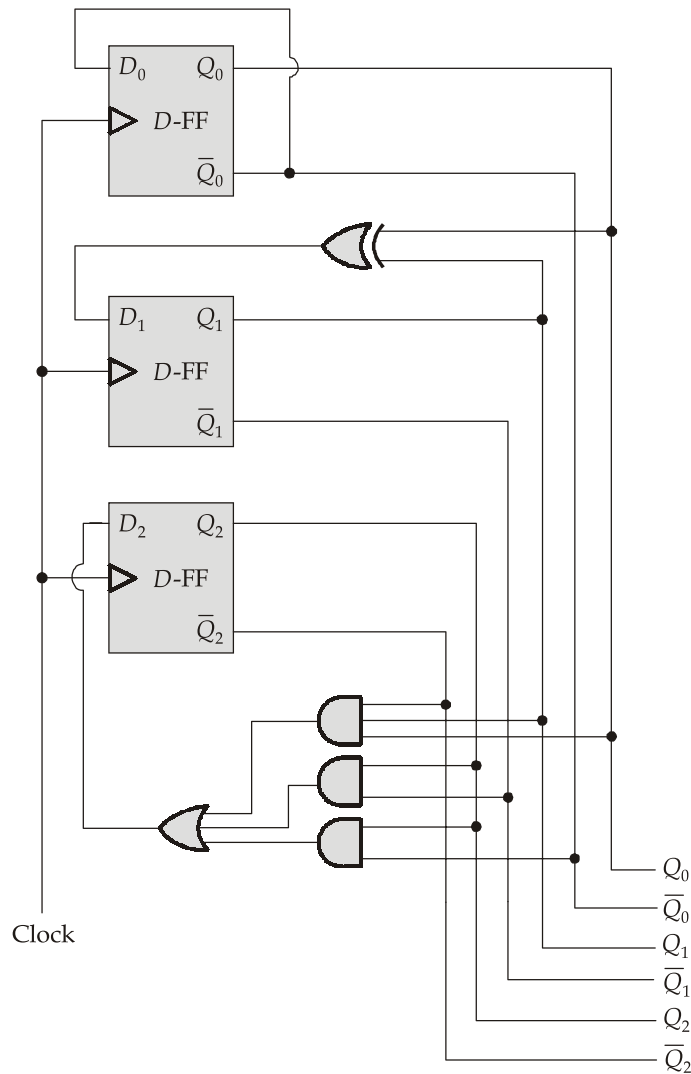 D₀ Q₀
D-FF
Q̅₀
D₁ Q₁
D-FF
Q̅₁
D₂ Q₂
D-FF
Q̅₂
Q₀
Q̅₀
Clock
Q₁
Q̅₁
Q₂
Q̅₂